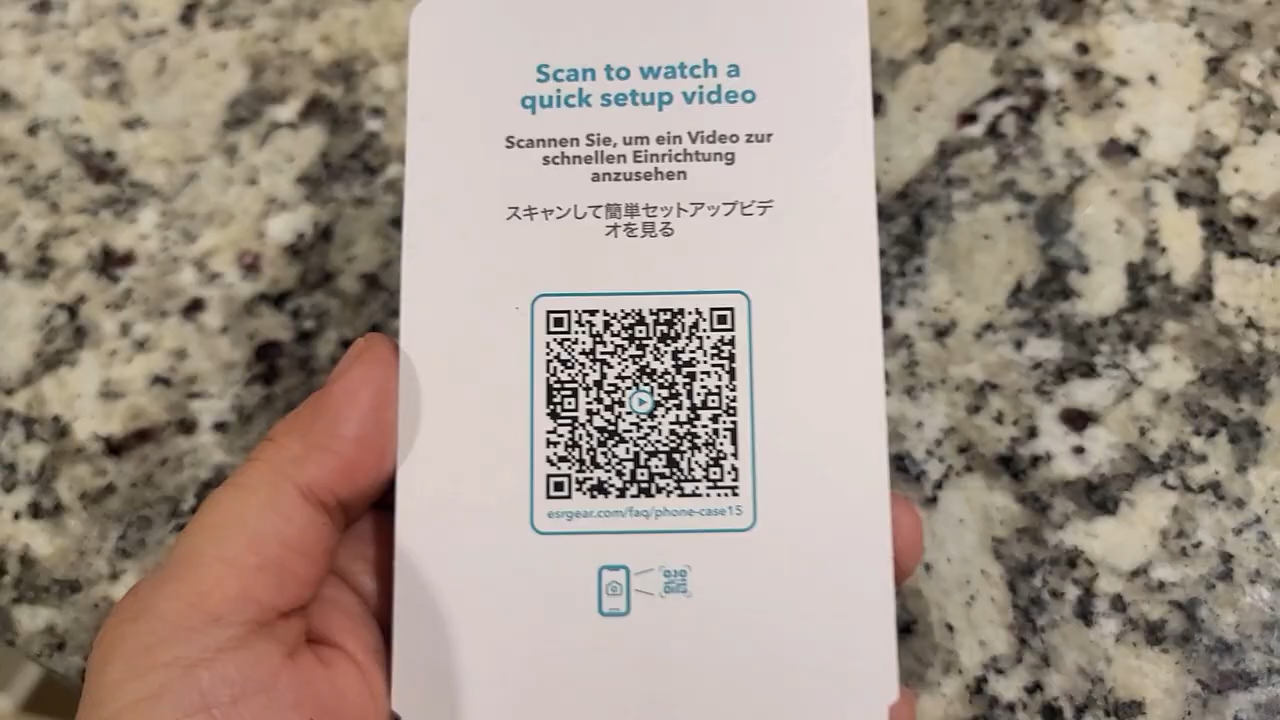 Scan to watch a
quick setup video
Scannen Sie, um ein Video zur
schnellen Einrichtung
anzusehen
スキャンして簡単セットアップビデ
オを見る
esrgear.com/faq/phone-case15